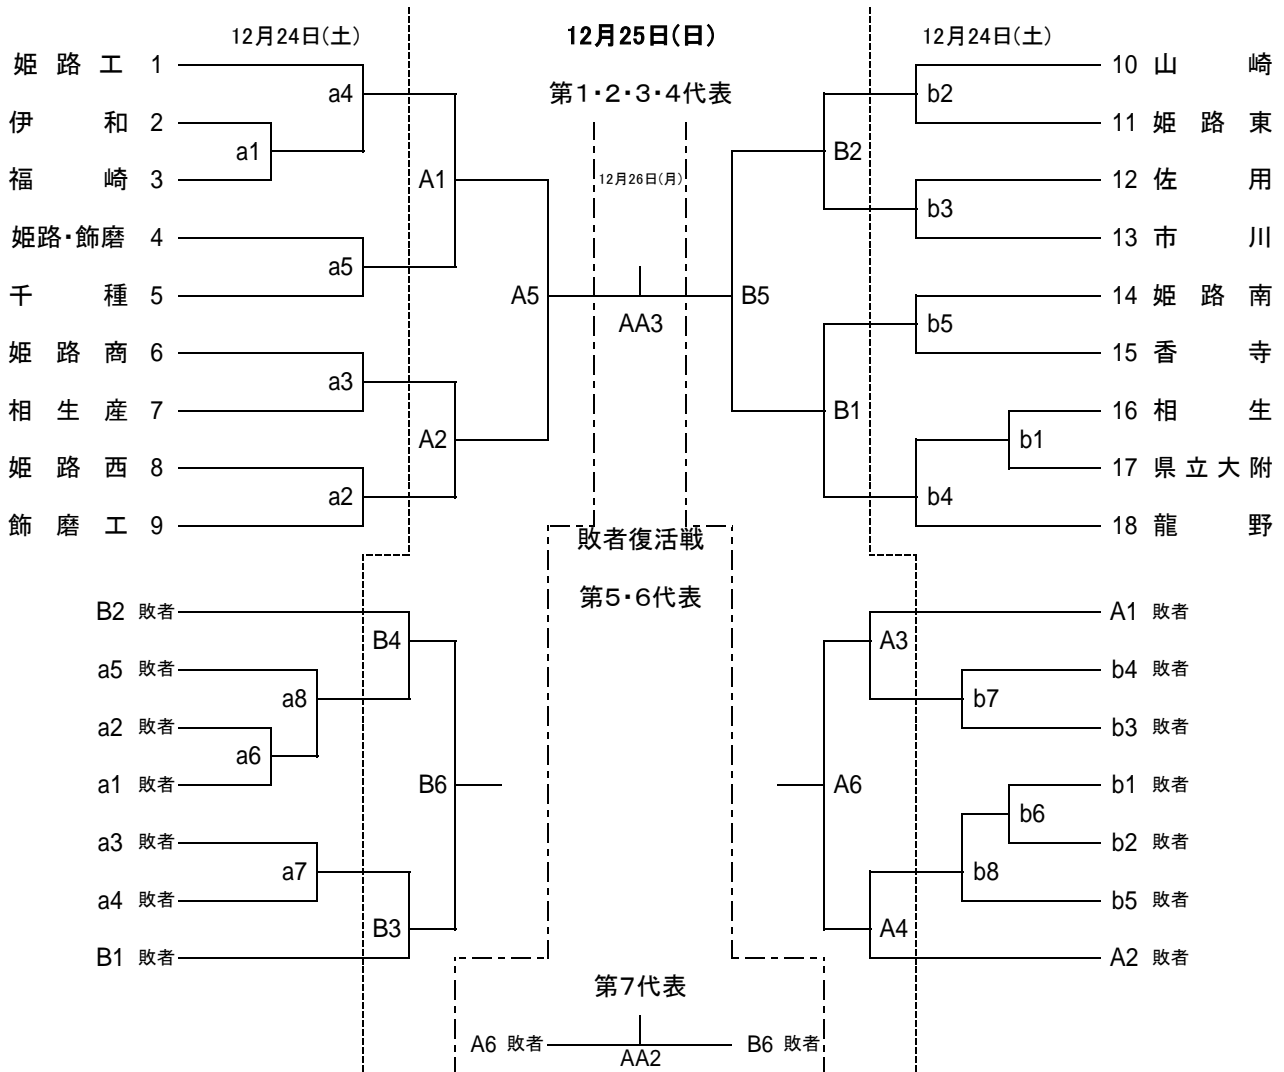 12月24日(土)
12月25日(日)
12月24日(土)
第1・2・3・4代表
12月26日(月)
姫路工 1
伊和 2
福崎 3
姫路・飾磨 4
千種 5
姫路商 6
相生産 7
姫路西 8
飾磨工 9
a4
a1
a5
a3
a2
A1
A2
A5
AA3
B5
B2
B1
b2
b3
b5
b1
b4
10 山崎
11 姫路東
12 佐用
13 市川
14 姫路南
15 香寺
16 相生
17 県立大附
18 龍野
敗者復活戦
第5・6代表
B2 敗者
a5 敗者
a2 敗者
a1 敗者
a3 敗者
a4 敗者
B1 敗者
B4
a8
a6
B6
a7
B3
A3
b7
A6
b6
b8
A4
A1 敗者
b4 敗者
b3 敗者
b1 敗者
b2 敗者
b5 敗者
A2 敗者
第7代表
A6 敗者
AA2
B6 敗者